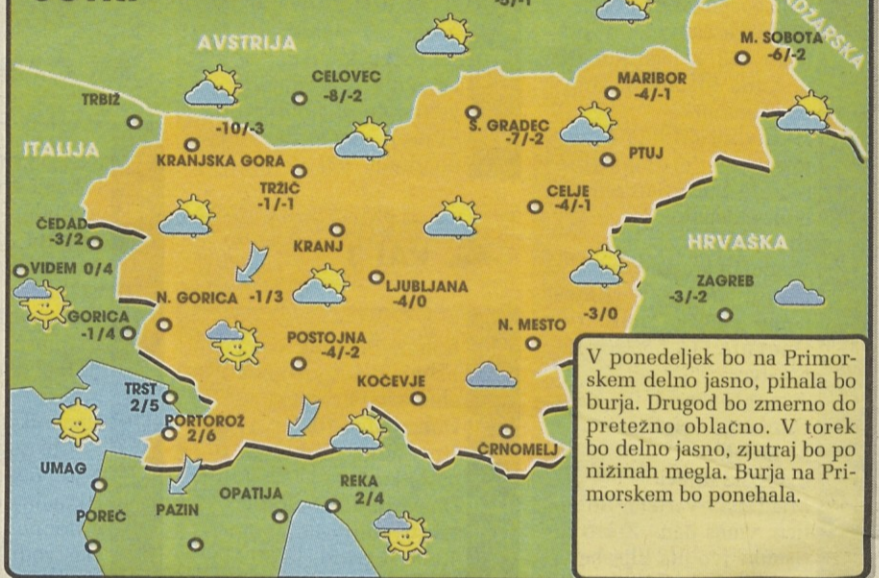 -5/-1
AVSTRIJA
M. SOBOTA
-6/-2
CELOVEC
-8/-2
MARIBOR
-4/-1
TRBIŽ
-10/-3
S. GRADEC
-7/-2
ITALIJA
KRANJSKA GORA
PTUJ
TRŽIČ
-1/-1
CELJE
-4/-1
ČEDAD
-3/2
KRANJ
HRVAŠKA
VIDEM 0/4
LJUBLJANA
-4/0
ZAGREB
-3/-2
N. GORICA -1/3
GORICA
-1/4
-3/0
N. MESTO
POSTOJNA
-4/-2
KOČEVJE
TRST
2/5
PORTOROŽ
2/6
ČRNOMELJ
UMAG
OPATIJA
REKA
2/4
POREČ
PAZIN
V ponedeljek bo na Primor-
skem delno jasno, pihala bo
burja. Drugod bo zmerno do
pretežno oblačno. V torek
bo delno jasno, zjutraj bo po
nižinah megla. Burja na Pri-
morskem bo ponehala.